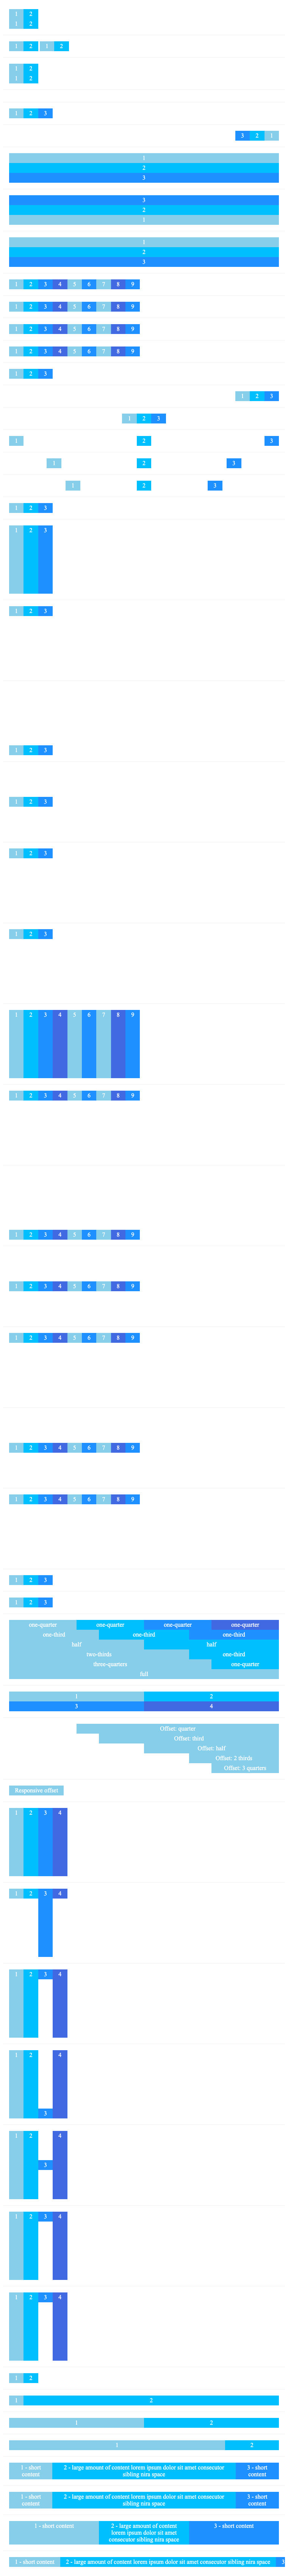 1 2
1 2
1 2 1 2
1 2
1 2
1 2 3
3 2 1
1
2
3
3
2
1
1
2
3
1 2 3 4 5 6 7 8 9
1 2 3 4 5 6 7 8 9
1 2 3 4 5 6 7 8 9
1 2 3 4 5 6 7 8 9
1 2 3
1 2 3
1 2 3
1 2 3
1 2 3
1 2 3
1 2 3
1 2 3
1 2 3
1 2 3
1 2 3
1 2 3
1 2 3
1 2 3 4 5 6 7 8 9
1 2 3 4 5 6 7 8 9
1 2 3 4 5 6 7 8 9
1 2 3 4 5 6 7 8 9
1 2 3 4 5 6 7 8 9
1 2 3 4 5 6 7 8 9
1 2 3 4 5 6 7 8 9
1 2 3
1 2 3
one-quarter one-quarter one-quarter one-quarter
one-third one-third one-third
half half
two-thirds one-third
three-quarters one-quarter
full
1 2
3 4
Offset: quarter
Offset: third
Offset: half
Offset: 2 thirds
Offset: 3 quarters
Responsive offset
1 2 3 4
1 2 3 4
1 2 3 4
1 2 4
3
1 2 4
3
1 2 3 4
1 2 3 4
1 2
1 2
1 2
1 2
1 - short 2 - large amount of content lorem ipsum dolor sit amet consecutor 3 - short
content sibling nira space content
1 - short 2 - large amount of content lorem ipsum dolor sit amet consecutor 3 - short
content sibling nira space content
1 - short content 2 - large amount of content 3 - short content
lorem ipsum dolor sit amet
consecutor sibling nira space
1 - short content 2 - large amount of content lorem ipsum dolor sit amet consecutor sibling nira space 3